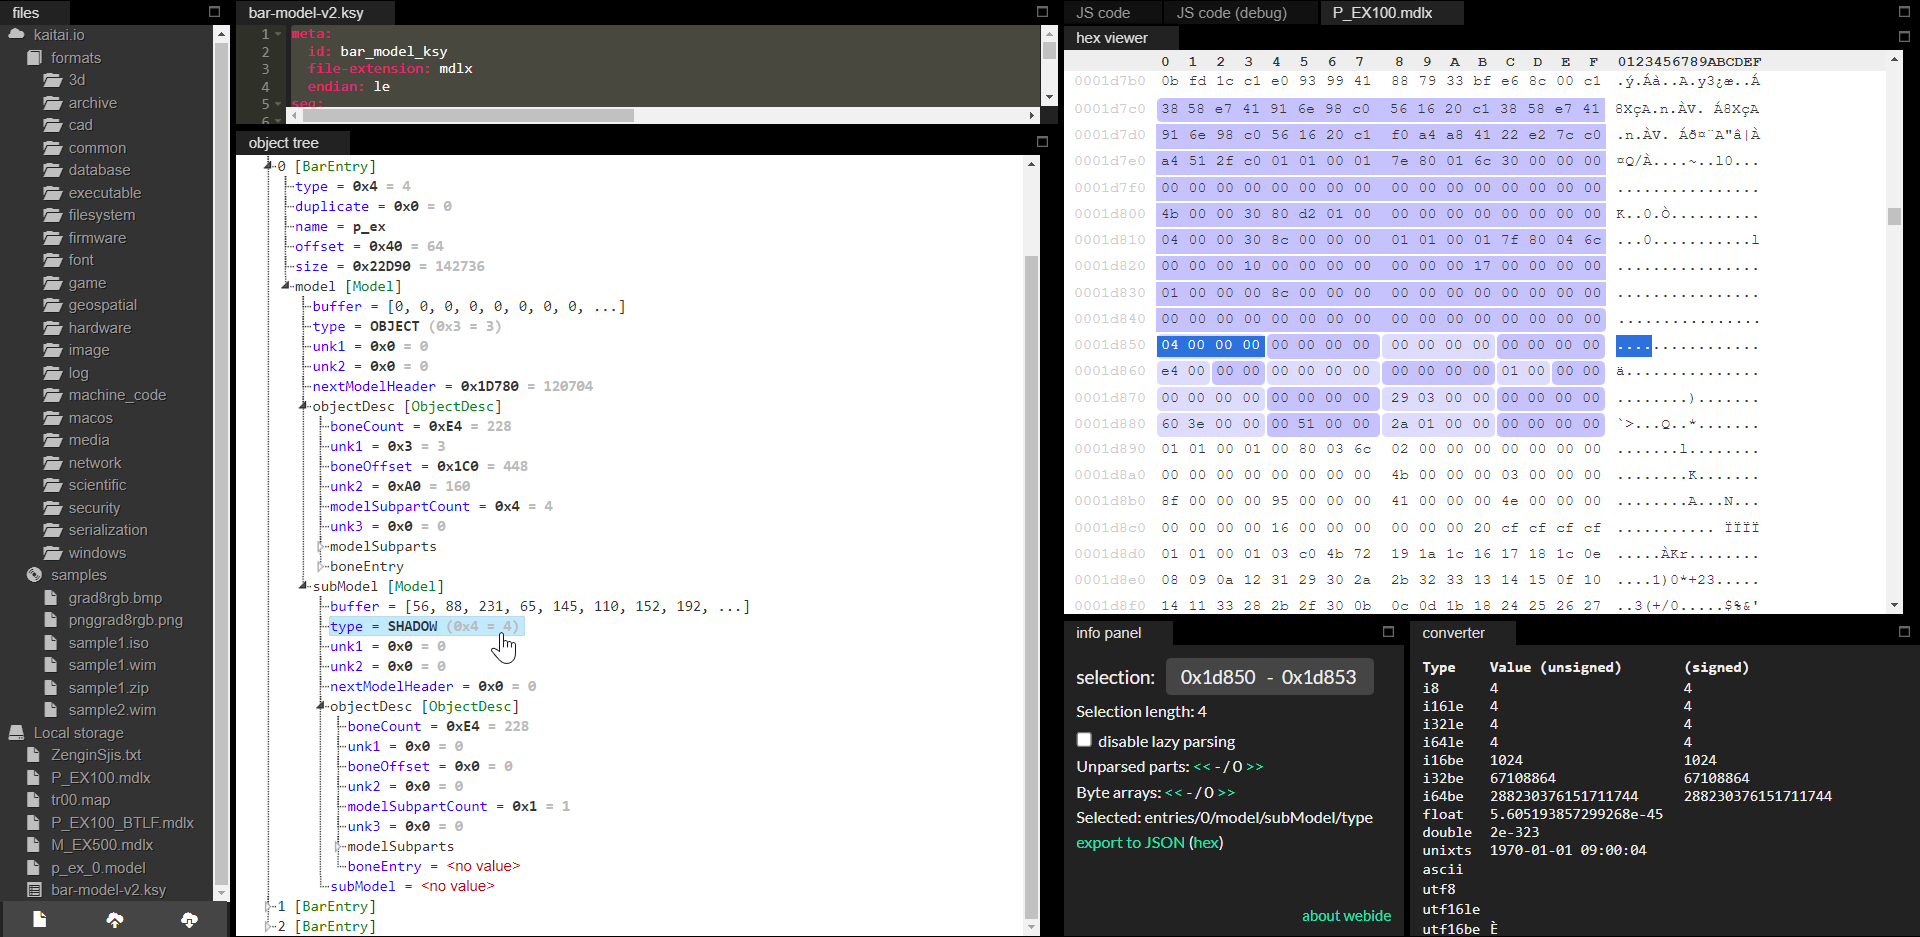 files
kaitai.io
formats
3d
archive
cad
common
database
executable
filesystem
firmware
font
game
geospatial
hardware
image
log
machine_code
macos
media
network
scientific
security
serialization
windows
samples
grad8rgb.bmp
pnggrad8rgb.png
sample1.iso
sample1.wim
sample1.zip
sample2.wim
Local storage
ZenginSjis.txt
P_EX100.mdlx
tr00.map
P_EX100_BTLF.mdlx
M_EX500.mdlx
p_ex_0.model
bar-model-v2.ksy
bar-model-v2.ksy
1 meta:
2 id: bar_model_ksy
3 file-extension: mdlx
4 endian: le
5 seq:
6
object tree
0 [BarEntry]
type = 0x4 = 4
duplicate = 0x0 = 0
name = p_ex
offset = 0x40 = 64
size = 0x22D90 = 142736
model [Model]
buffer = [0, 0, 0, 0, 0, 0, 0, 0, ...]
type = OBJECT (0x3 = 3)
unk1 = 0x0 = 0
unk2 = 0x0 = 0
nextModelHeader = 0x1D780 = 120704
objectDesc [ObjectDesc]
boneCount = 0xE4 = 228
unk1 = 0x3 = 3
boneOffset = 0x1C0 = 448
unk2 = 0xA0 = 160
modelSubpartCount = 0x4 = 4
unk3 = 0x0 = 0
modelSubparts
boneEntry
subModel [Model]
buffer = [56, 88, 231, 65, 145, 110, 152, 192, ...]
type = SHADOW (0x4 = 4)
unk1 = 0x0 = 0
unk2 = 0x0 = 0
nextModelHeader = 0x0 = 0
objectDesc [ObjectDesc]
boneCount = 0xE4 = 228
unk1 = 0x0 = 0
boneOffset = 0x0 = 0
unk2 = 0x0 = 0
modelSubpartCount = 0x1 = 1
unk3 = 0x0 = 0
modelSubparts
boneEntry = <no value>
subModel = <no value>
1 [BarEntry]
2 [BarEntry]
JS code
JS code (debug)
P_EX100.mdlx
hex viewer
0 1 2 3 4 5 6 7 8 9 A B C D E F 0123456789ABCDEF
0001d7b0 0b fd 1c c1 e0 93 99 41 88 79 33 bf e6 8c 00 c1 .ý.Áà..A.y3¿æ..Á
0001d7c0 38 58 e7 41 91 6e 98 c0 56 16 20 c1 38 58 e7 41 8XçA.n.ÀV. Á8XçA
0001d7d0 91 6e 98 c0 56 16 20 c1 f0 a4 a8 41 22 e2 7c c0 .n.ÀV. Áð¤¨A"â|À
0001d7e0 a4 51 2f c0 01 01 00 01 7e 80 01 6c 30 00 00 00 ¤Q/À....~..l0...
0001d7f0 00 00 00 00 00 00 00 00 00 00 00 00 00 00 00 00 ................
0001d800 4b 00 00 30 80 d2 01 00 00 00 00 00 00 00 00 00 K..0.Ò..........
0001d810 04 00 00 30 8c 00 00 00 01 01 00 01 7f 80 04 6c ...0...........l
0001d820 00 00 00 10 00 00 00 00 00 00 00 17 00 00 00 00 ................
0001d830 01 00 00 00 8c 00 00 00 00 00 00 00 00 00 00 00 ................
0001d840 00 00 00 00 00 00 00 00 00 00 00 00 00 00 00 00 ................
0001d850 04 00 00 00 00 00 00 00 00 00 00 00 00 00 00 00 ................
0001d860 e4 00 00 00 00 00 00 00 00 00 00 00 01 00 00 00 ä...............
0001d870 00 00 00 00 00 00 00 00 29 03 00 00 00 00 00 00 ........).......
0001d880 60 3e 00 00 00 51 00 00 2a 01 00 00 00 00 00 00 `>...Q..*.......
0001d890 01 01 00 01 00 80 03 6c 02 00 00 00 00 00 00 00 .......l........
0001d8a0 00 00 00 00 00 00 00 00 4b 00 00 00 03 00 00 00 ........K.......
0001d8b0 8f 00 00 00 95 00 00 00 41 00 00 00 4e 00 00 00 ........A...N...
0001d8c0 00 00 00 00 16 00 00 00 00 00 00 20 cf cf cf cf ........... ÏÏÏÏ
0001d8d0 01 01 00 01 03 c0 4b 72 19 1a 1c 16 17 18 1c 0e .....ÀKr........
0001d8e0 08 09 0a 12 31 29 30 2a 2b 32 33 13 14 15 0f 10 ....1)0*+23.....
0001d8f0 14 11 33 28 2b 2f 30 0b 0c 0d 1b 18 24 25 26 27 ..3(+/0.....$%&'
info panel
selection: 0x1d850 - 0x1d853
Selection length: 4
disable lazy parsing
Unparsed parts: << - / 0 >>
Byte arrays: << - / 0 >>
Selected: entries/0/model/subModel/type
export to JSON (hex)
about webide
converter
Type Value (unsigned) (signed)
i8 4 4
i16le 4 4
i32le 4 4
i64le 4 4
i16be 1024 1024
i32be 67108864 67108864
i64be 288230376151711744 288230376151711744
float 5.605193857299268e-45
double 2e-323
unixts 1970-01-01 09:00:04
ascii
utf8
utf16le
utf16be È